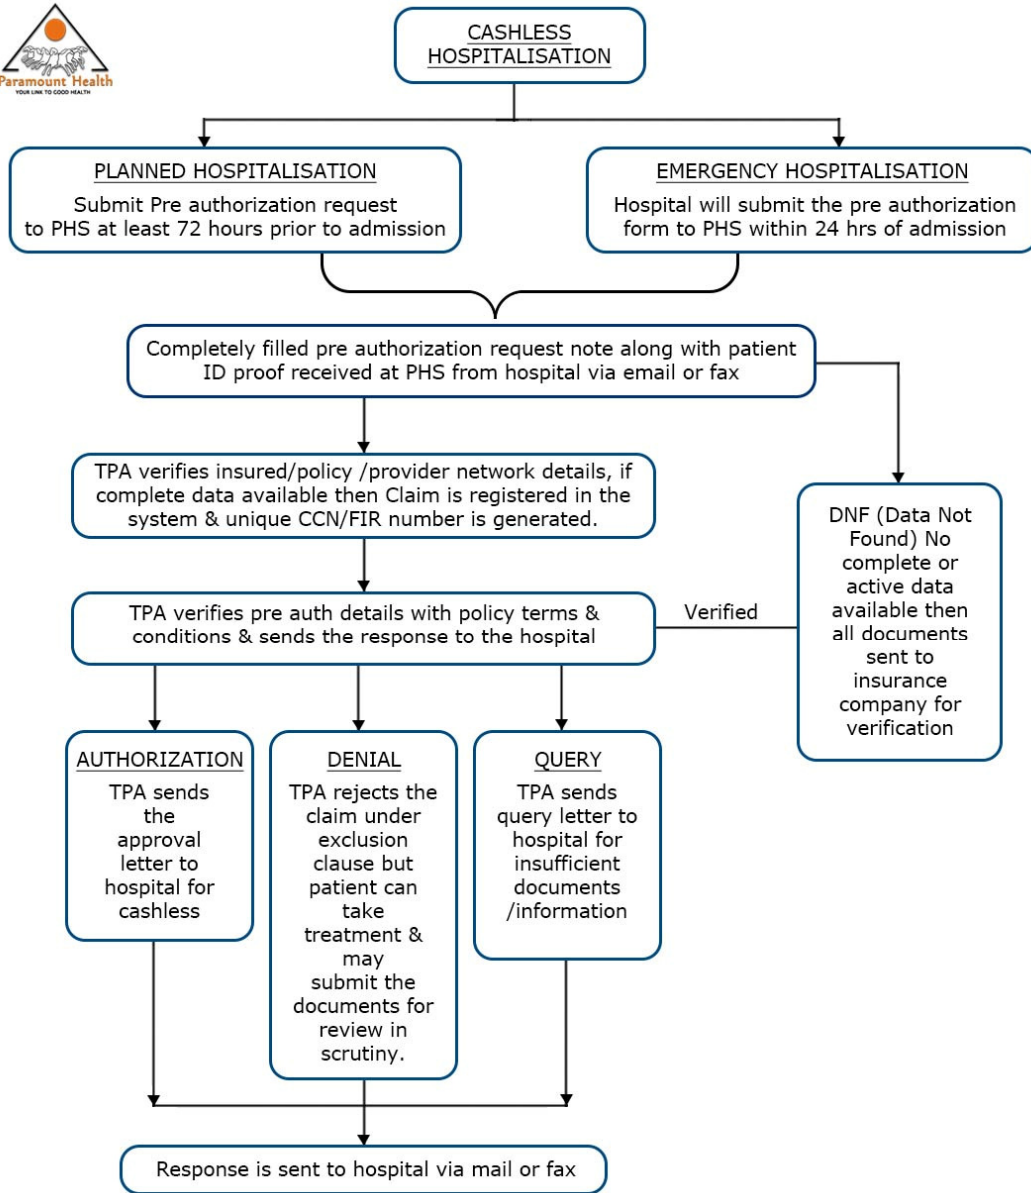 Paramount Health
YOUR LINK TO GOOD HEALTH
CASHLESS
HOSPITALISATION
PLANNED HOSPITALISATION
Submit Pre authorization request
to PHS at least 72 hours prior to admission
EMERGENCY HOSPITALISATION
Hospital will submit the pre authorization
form to PHS within 24 hrs of admission
Completely filled pre authorization request note along with patient
ID proof received at PHS from hospital via email or fax
TPA verifies insured/policy /provider network details, if
complete data available then Claim is registered in the
system & unique CCN/FIR number is generated.
DNF (Data Not
Found) No
complete or
active data
available then
all documents
sent to
insurance
company for
verification
Verified
TPA verifies pre auth details with policy terms &
conditions & sends the response to the hospital
AUTHORIZATION
TPA sends
the
approval
letter to
hospital for
cashless
DENIAL
TPA rejects the
claim under
exclusion
clause but
patient can
take
treatment &
may
submit the
documents for
review in
scrutiny.
QUERY
TPA sends
query letter to
hospital for
insufficient
documents
/information
Response is sent to hospital via mail or fax